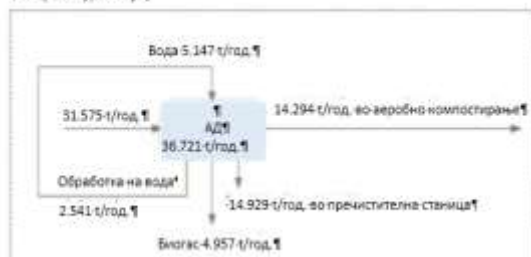 Вода 5.147 t/год.¶
31.575 t/год.¶
¶
АД¶
36.721 t/год.¶
14.294 t/год. во аеробно компостирање¶
Обработка на вода¶
2.541 t/год.¶
14.929 t/год. во пречистителна станица¶
Биогас 4.957 t/год.¶